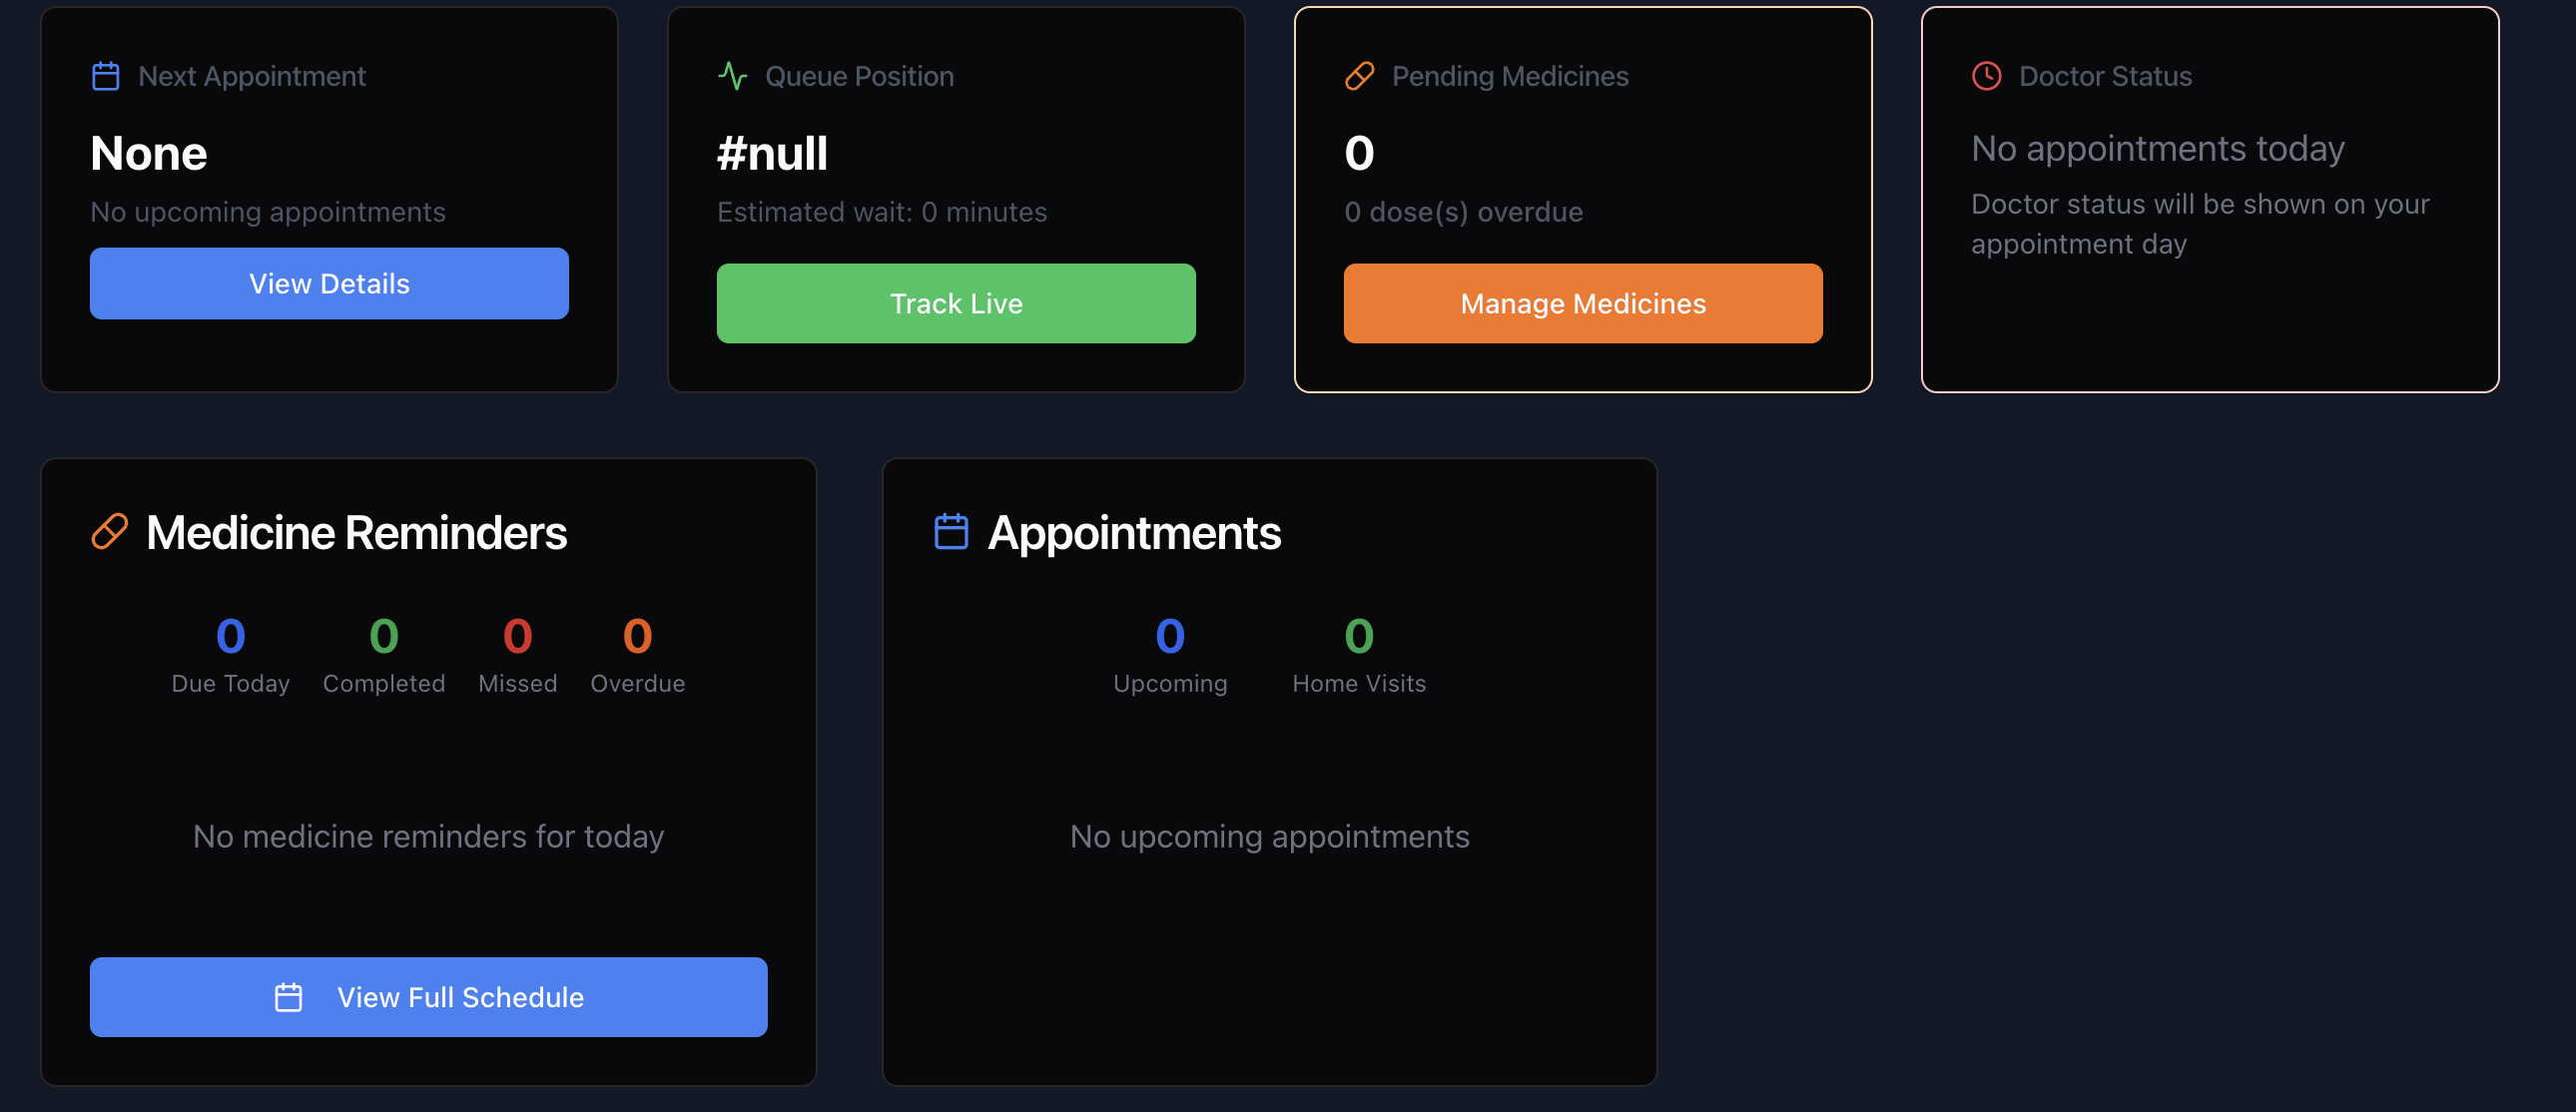 Next Appointment
None
No upcoming appointments
View Details
Queue Position
#null
Estimated wait: 0 minutes
Track Live
Pending Medicines
0
0 dose(s) overdue
Manage Medicines
Doctor Status
No appointments today
Doctor status will be shown on your
appointment day
Medicine Reminders
0 0 0 0
Due Today Completed Missed Overdue
No medicine reminders for today
View Full Schedule
Appointments
0 0
Upcoming Home Visits
No upcoming appointments